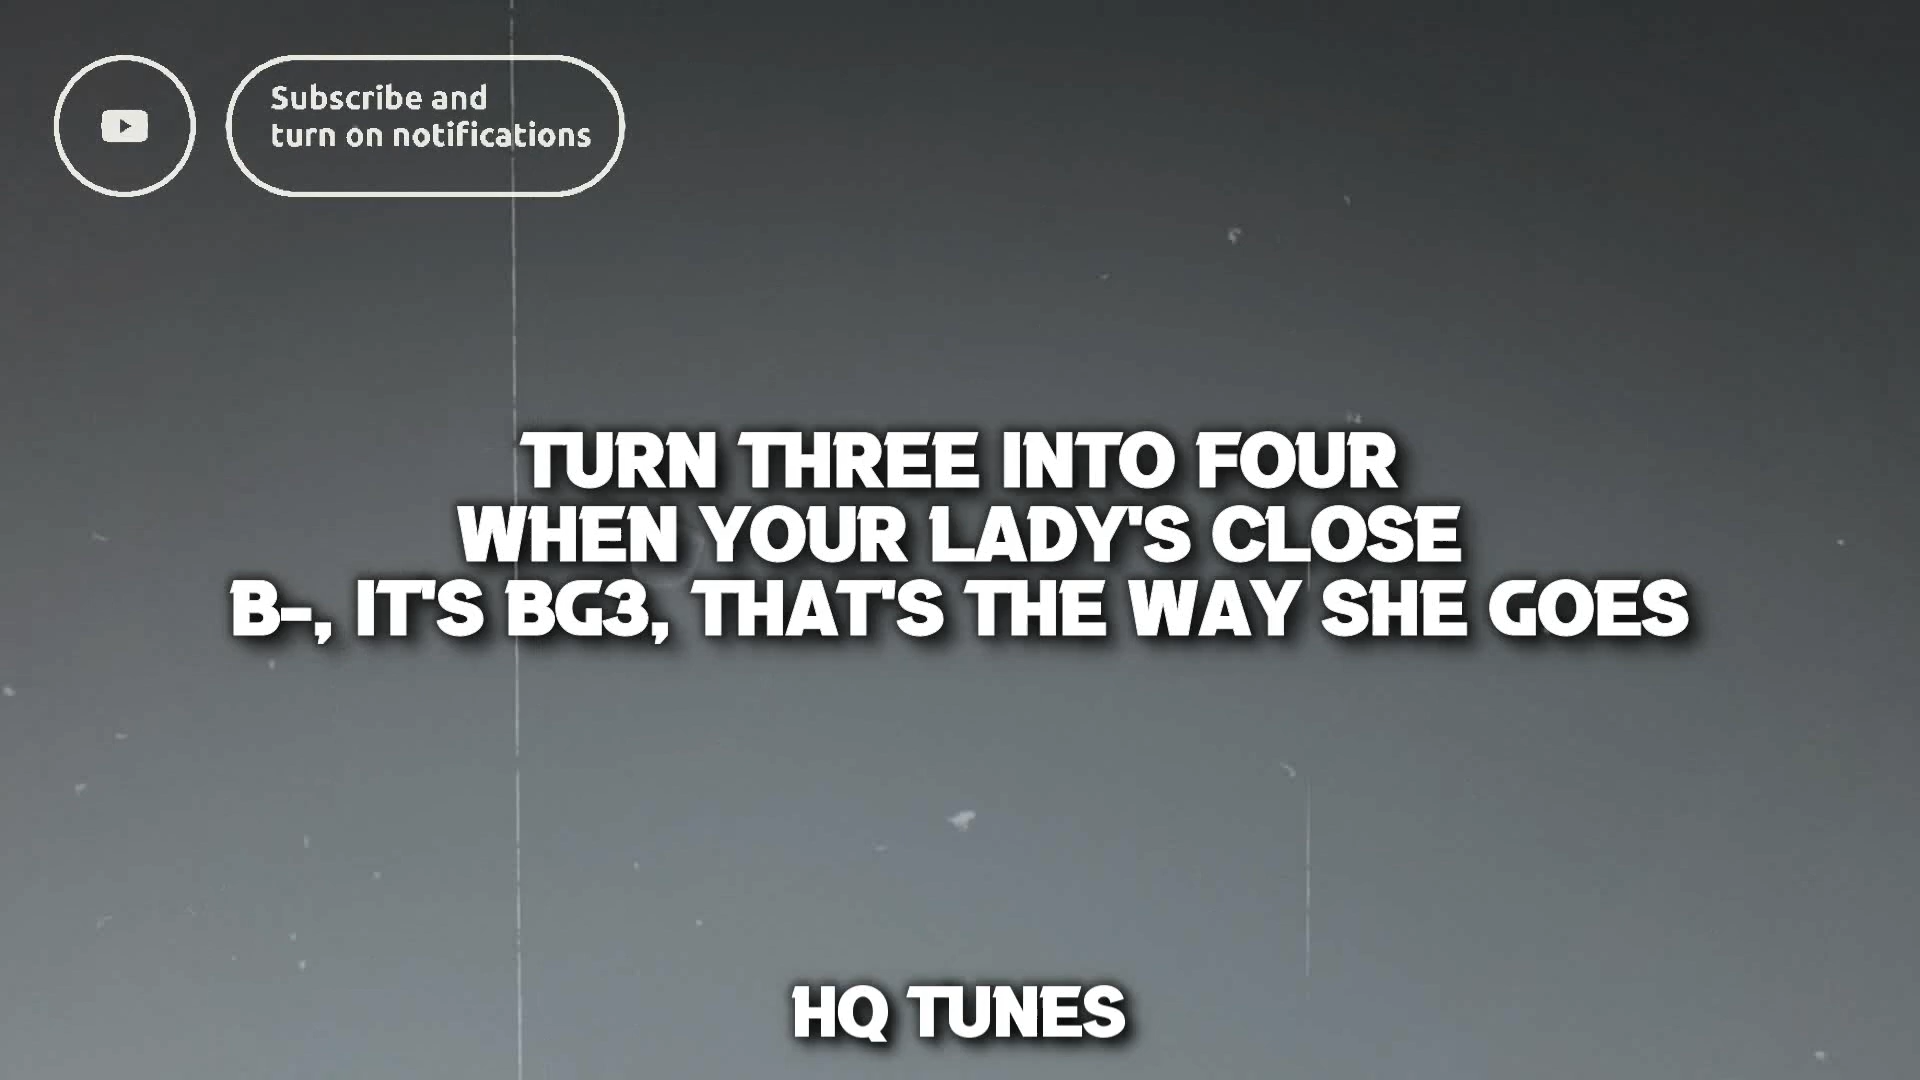 Subscribe and
turn on notifications
TURN THREE INTO FOUR
WHEN YOUR LADY'S CLOSE
B-, IT'S BG3, THAT'S THE WAY SHE GOES
HQ TUNES